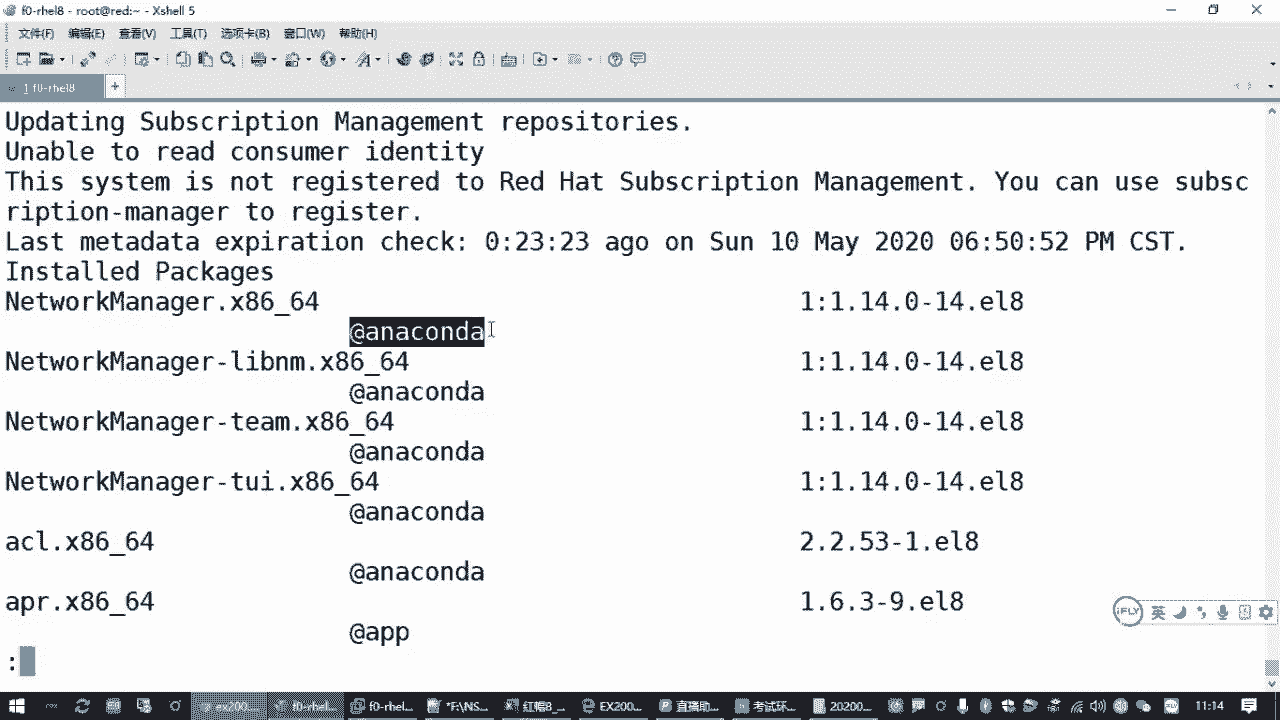 f0-rhel8 - root@red:~ - Xshell 5
文件(F) 编辑(E) 查看(V) 工具(T) 选项卡(B) 窗口(W) 帮助(H)
1 f0-rhel8 +
Updating Subscription Management repositories.
Unable to read consumer identity
This system is not registered to Red Hat Subscription Management. You can use subsc
ription-manager to register.
Last metadata expiration check: 0:23:23 ago on Sun 10 May 2020 06:50:52 PM CST.
Installed Packages
NetworkManager.x86_64 1:1.14.0-14.el8
@anaconda
NetworkManager-libnm.x86_64 1:1.14.0-14.el8
@anaconda
NetworkManager-team.x86_64 1:1.14.0-14.el8
@anaconda
NetworkManager-tui.x86_64 1:1.14.0-14.el8
@anaconda
acl.x86_64 2.2.53-1.el8
@anaconda
apr.x86_64 1.6.3-9.el8
iFLY 英
@app
:
ex200... f0-rhel... f0-rhel... *F:\NS... 红帽8_... EX200... 直播助... 考试环... 20200... 11:14